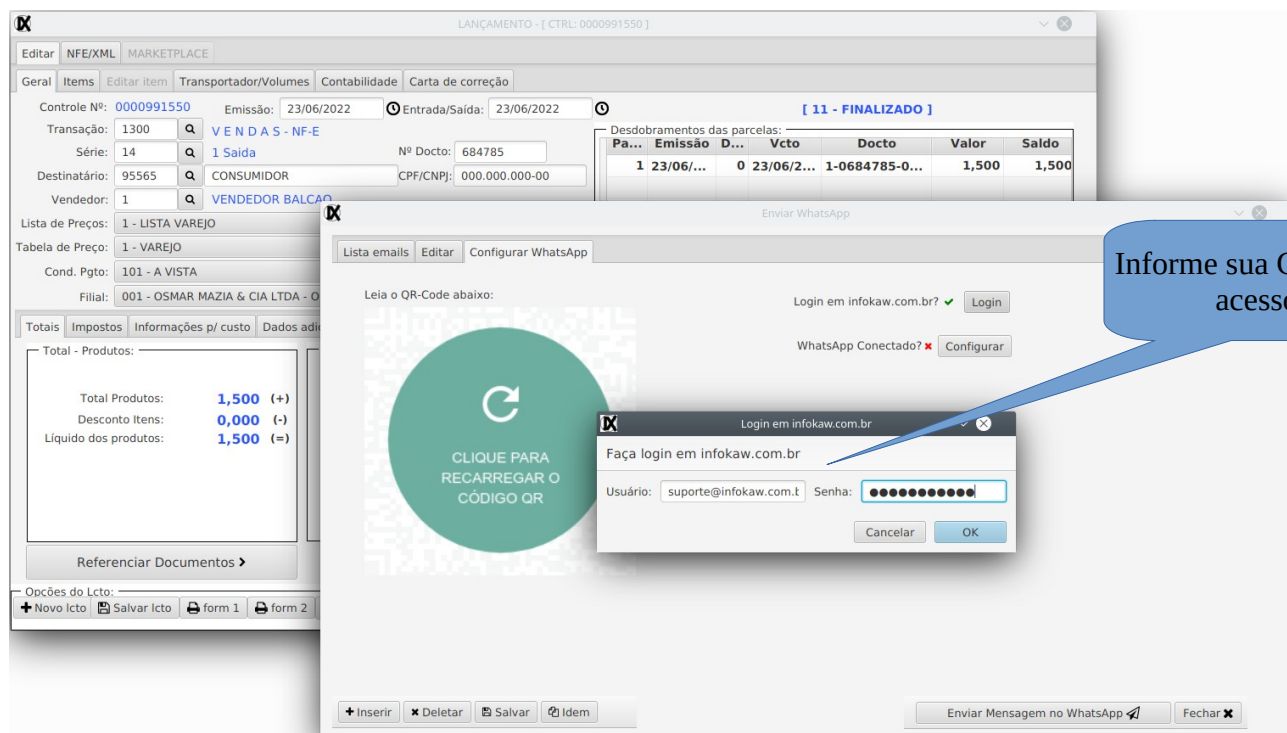 LANÇAMENTO - [ CTRL: 0000991550 ]
Editar NFE/XML MARKETPLACE
Geral Items Editar item Transportador/Volumes Contabilidade Carta de correção
Controle Nº: 0000991550 Emissão: 23/06/2022 Entrada/Saída: 23/06/2022 [ 11 - FINALIZADO ]
Transação: 1300 V E N D A S - NF-E
Série: 14 1 Saida Nº Docto: 684785
Destinatário: 95565 CONSUMIDOR CPF/CNPJ: 000.000.000-00
Vendedor: 1 VENDEDOR BALCAO
Lista de Preços: 1 - LISTA VAREJO
Tabela de Preço: 1 - VAREJO
Cond. Pgto: 101 - A VISTA
Filial: 001 - OSMAR MAZIA & CIA LTDA - O
Desdobramentos das parcelas:
Pa... Emissão D... Vcto Docto Valor Saldo
1 23/06/... 0 23/06/2... 1-0684785-0... 1,500 1,500
Totais Impostos Informações p/ custo Dados adi
Total - Produtos:
Total Produtos: 1,500 (+)
Desconto Itens: 0,000 (-)
Líquido dos produtos: 1,500 (=)
Referenciar Documentos
Opções do Lcto:
Novo lcto Salvar lcto form 1 form 2
Enviar WhatsApp
Lista emails Editar Configurar WhatsApp
Leia o QR-Code abaixo:
CLIQUE PARA
RECARREGAR O
CÓDIGO QR
Login em infokaw.com.br? Login
WhatsApp Conectado? Configurar
Informe sua
acesso
Login em infokaw.com.br
Faça login em infokaw.com.br
Usuário: suporte@infokaw.com.b Senha: ●●●●●●●●●●●
Cancelar OK
Inserir Deletar Salvar Idem
Enviar Mensagem no WhatsApp Fechar